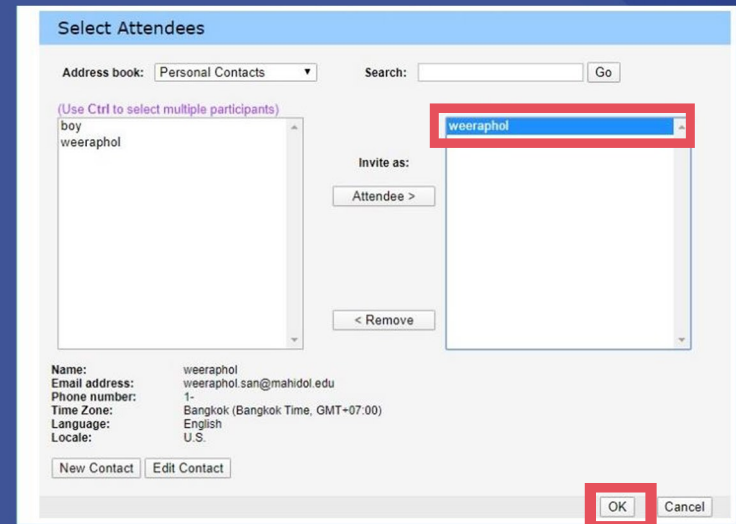 Select Attendees
Address book: Personal Contacts Search: Go
(Use Ctrl to select multiple participants)
boy
weeraphol
weeraphol
Invite as:
Attendee >
< Remove
Name: weeraphol
Email address: weeraphol.san@mahidol.edu
Phone number: 1-
Time Zone: Bangkok (Bangkok Time, GMT+07:00)
Language: English
Locale: U.S.
New Contact Edit Contact
OK Cancel